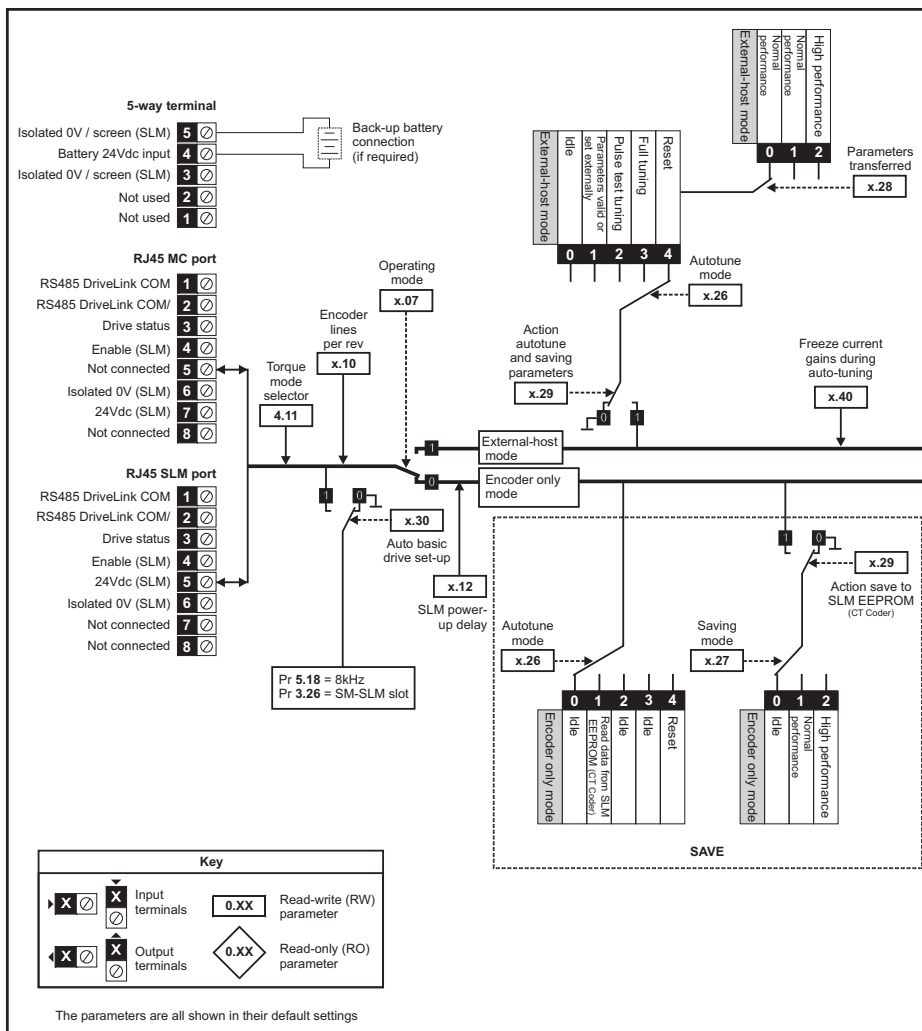 5-way terminal
Isolated 0V / screen (SLM) 5
Battery 24Vdc input 4
Isolated 0V / screen (SLM) 3
Not used 2
Not used 1
Back-up battery
connection
(if required)
RJ45 MC port
RS485 DriveLink COM 1
RS485 DriveLink COM/ 2
Drive status 3
Enable (SLM) 4
Not connected 5
Isolated 0V (SLM) 6
24Vdc (SLM) 7
Not connected 8
RJ45 SLM port
RS485 DriveLink COM 1
RS485 DriveLink COM/ 2
Drive status 3
Enable (SLM) 4
24Vdc (SLM) 5
Isolated 0V (SLM) 6
Not connected 7
Not connected 8
Torque
mode
selector
4.11
Encoder
lines
per rev
x.10
Operating
mode
x.07
1 0
x.30
Auto basic
drive set-up
Pr 5.18 = 8kHz
Pr 3.26 = SM-SLM slot
x.12
SLM power-
up delay
1
External-host
mode
0
Encoder only
mode
External-host mode
Idle
Parameters valid or
set externally
Pulse test tuning
Full tuning
Reset
0 1 2 3 4
Autotune
mode
x.26
Action
autotune
and saving
parameters
x.29
0 1
External-host mode
Normal
performance
Normal
performance
High performance
0 1 2
Parameters
transferred
x.28
Freeze current
gains during
auto-tuning
x.40
Autotune
mode
x.26
0 1 2 3 4
Encoder only mode
Idle
Read data from SLM
EEPROM (CT Coder)
Idle
Idle
Reset
1 0
x.29
Action save to
SLM EEPROM
(CT Coder)
Saving
mode
x.27
0 1 2
Encoder only mode
Idle
Normal
performance
High performance
SAVE
Key
X X Input
terminals
0.XX Read-write (RW)
parameter
X X Output
terminals
0.XX Read-only (RO)
parameter
The parameters are all shown in their default settings